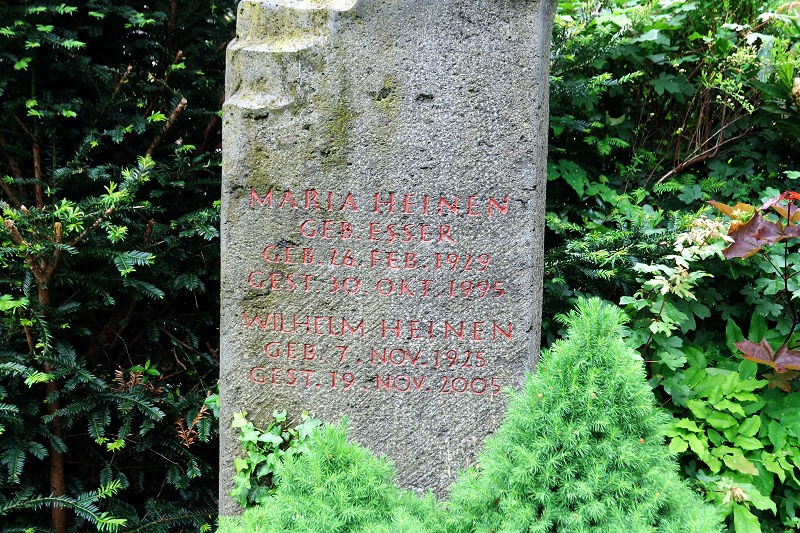 MARIA HEINEN
GEB. ESSER
GEB. 26. FEB. 1929
GEST. 30. OKT. 1995
WILHELM HEINEN
GEB. 7. NOV. 1925
GEST. 19. NOV. 2005